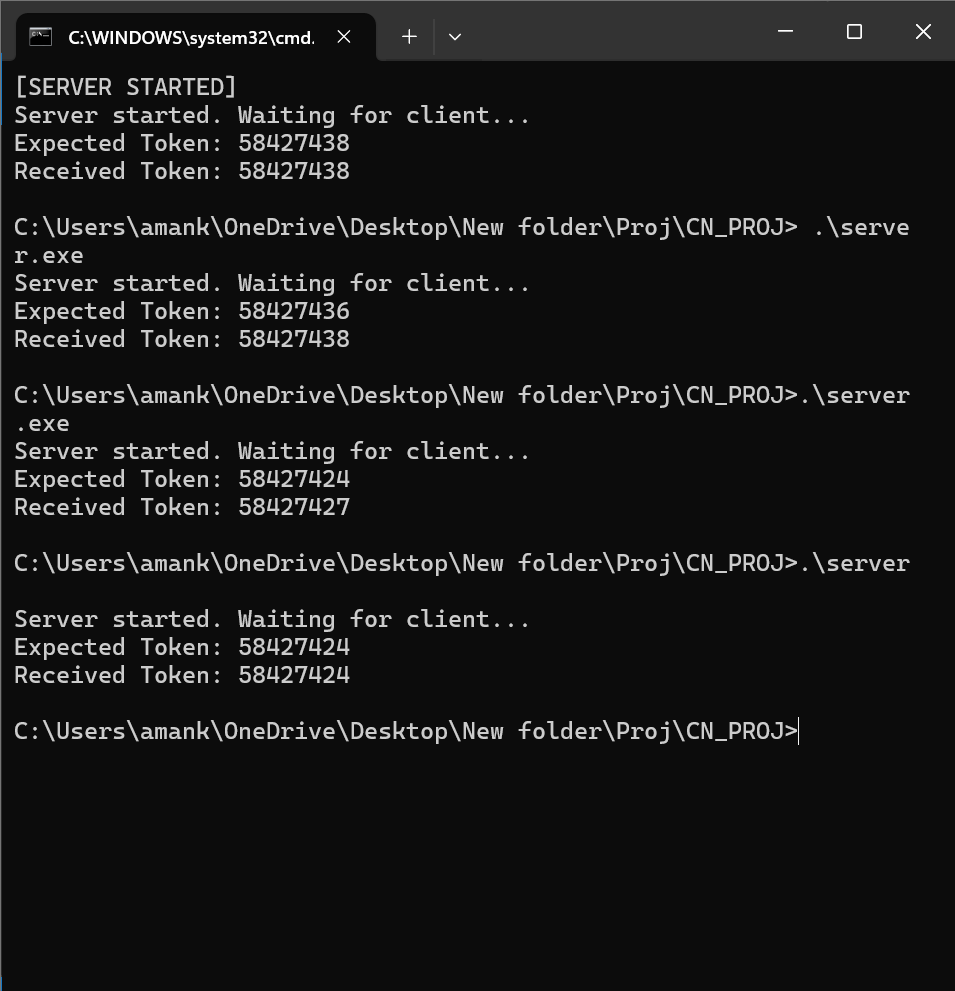 C:\WINDOWS\system32\cmd.
[SERVER STARTED]
Server started. Waiting for client...
Expected Token: 58427438
Received Token: 58427438
C:\Users\amank\OneDrive\Desktop\New folder\Proj\CN_PROJ> .\serve
r.exe
Server started. Waiting for client...
Expected Token: 58427436
Received Token: 58427438
C:\Users\amank\OneDrive\Desktop\New folder\Proj\CN_PROJ>.\server
.exe
Server started. Waiting for client...
Expected Token: 58427424
Received Token: 58427427
C:\Users\amank\OneDrive\Desktop\New folder\Proj\CN_PROJ>.\server
Server started. Waiting for client...
Expected Token: 58427424
Received Token: 58427424
C:\Users\amank\OneDrive\Desktop\New folder\Proj\CN_PROJ>